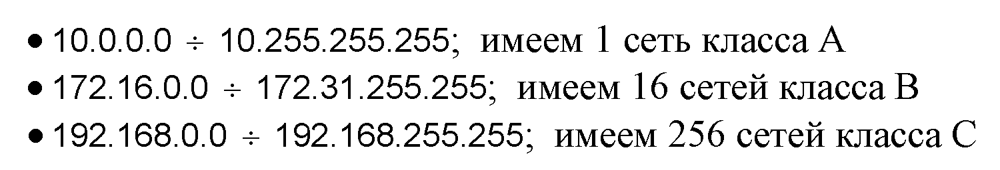 • 10.0.0.0 ÷ 10.255.255.255; имеем 1 сеть класса А
• 172.16.0.0 ÷ 172.31.255.255; имеем 16 сетей класса В
• 192.168.0.0 ÷ 192.168.255.255; имеем 256 сетей класса С